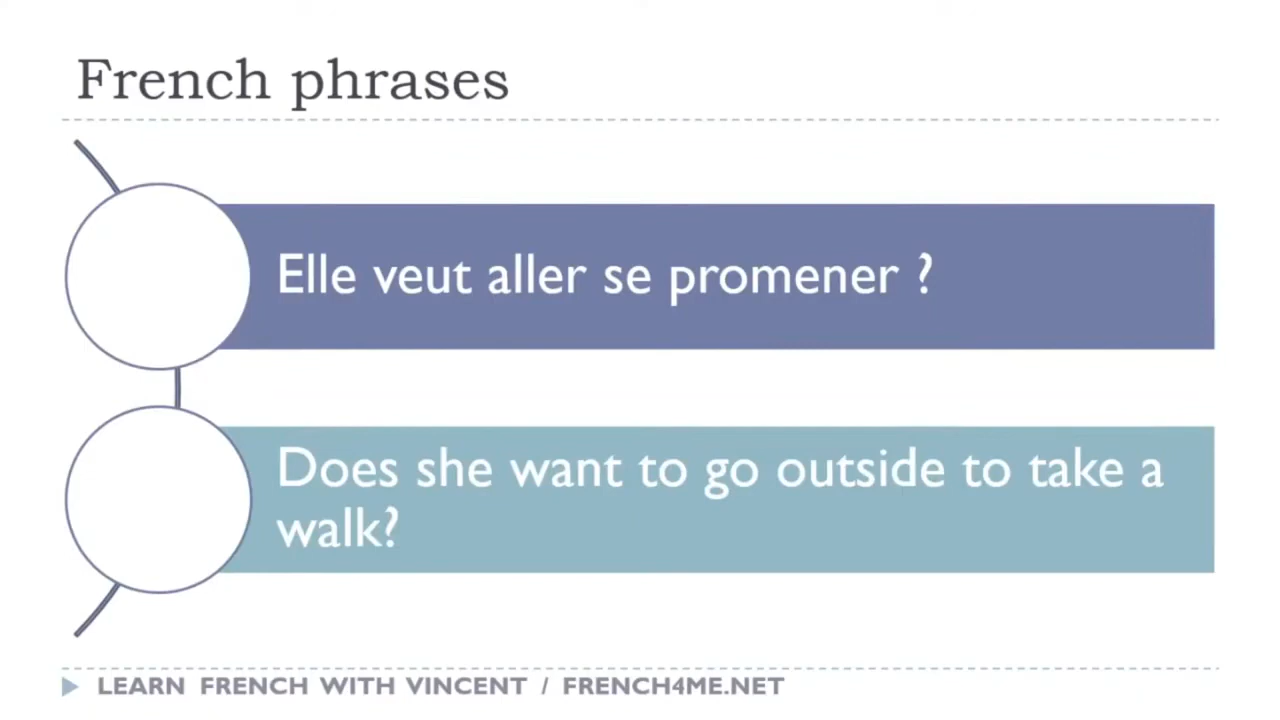 French phrases
Elle veut aller se promener ?
Does she want to go outside to take a
walk?
LEARN FRENCH WITH VINCENT / FRENCH4ME.NET